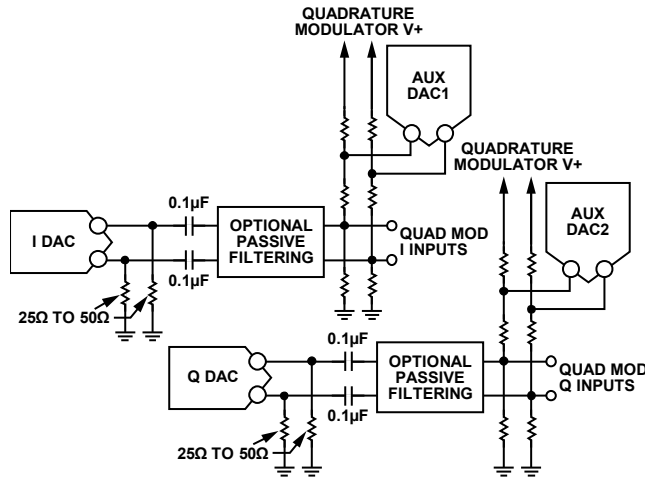 QUADRATURE
MODULATOR V+
AUX
DAC1
QUADRATURE
MODULATOR V+
AUX
DAC2
0.1µF
I DAC
OPTIONAL
PASSIVE
FILTERING
QUAD MOD
I INPUTS
0.1µF
25Ω TO 50Ω
0.1µF
Q DAC
OPTIONAL
PASSIVE
FILTERING
QUAD MOD
Q INPUTS
0.1µF
25Ω TO 50Ω